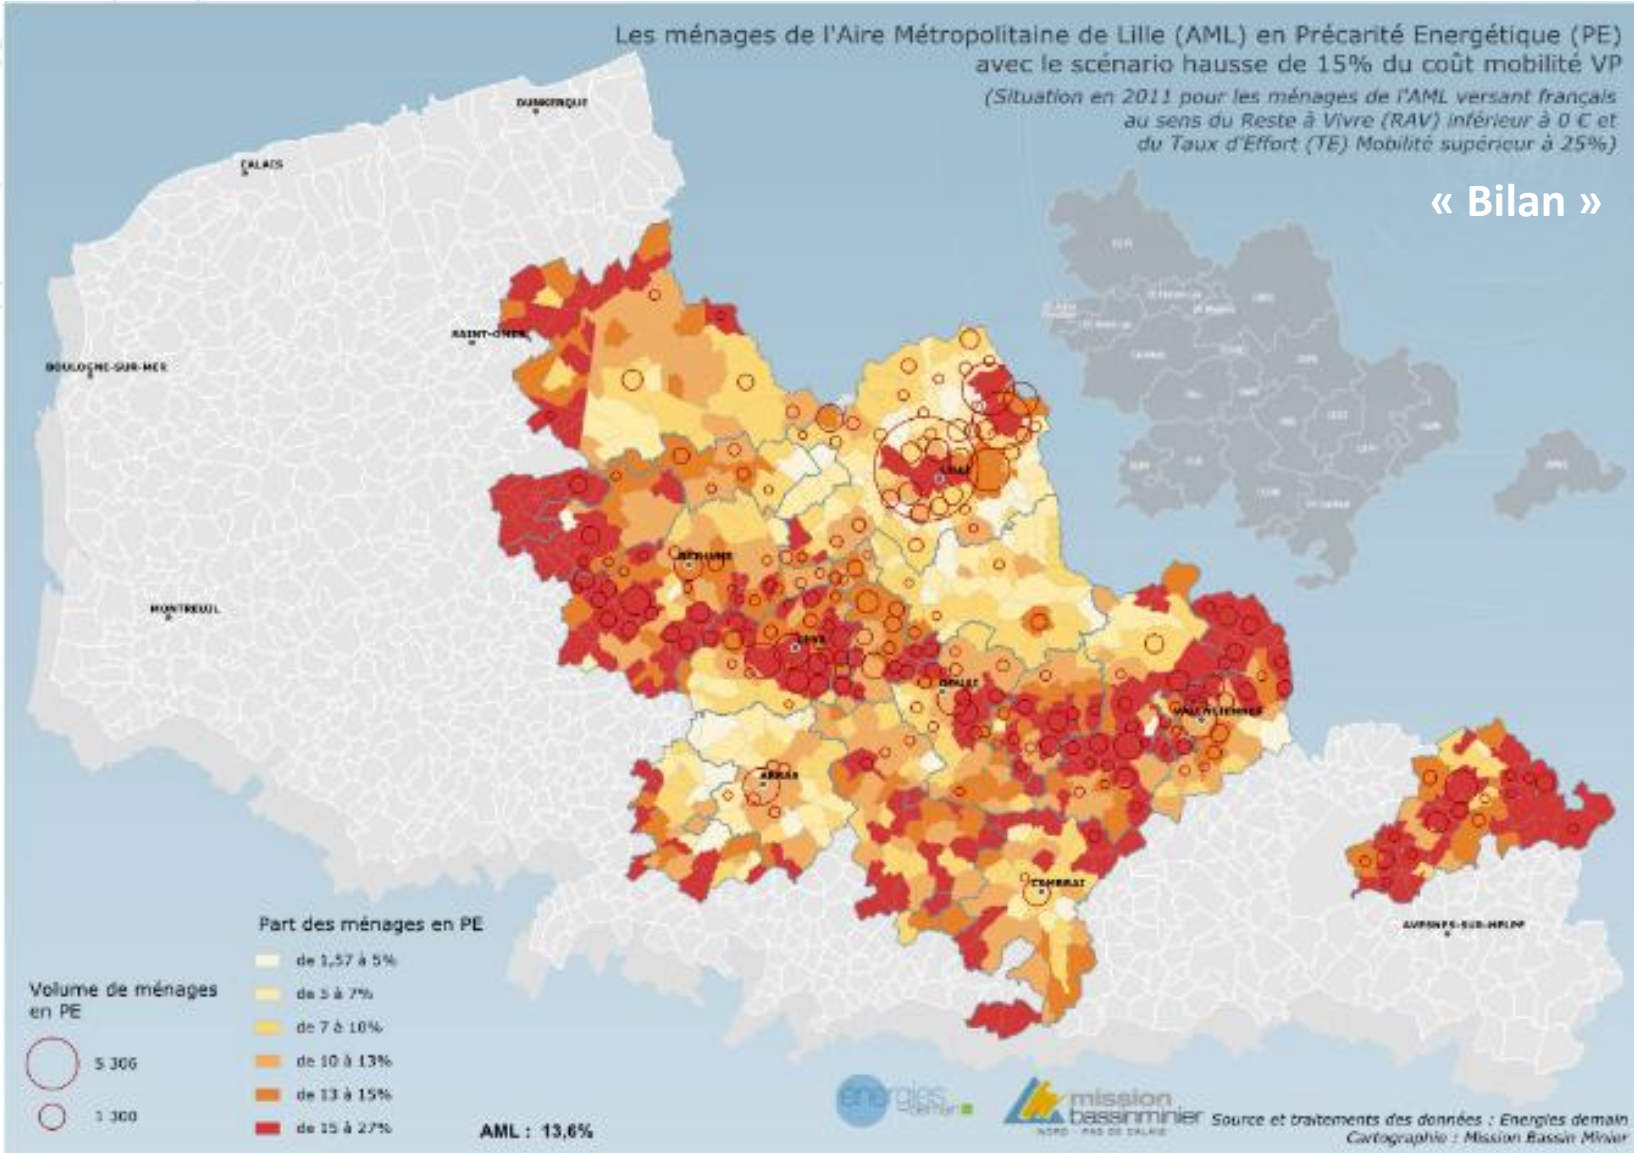 Les ménages de l'Aire Métropolitaine de Lille (AML) en Précarité Energétique (PE)
avec le scénario hausse de 15% du coût mobilité VP
(Situation en 2011 pour les ménages de l'AML versant français
au sens du Reste à Vivre (RAV) inférieur à 0 € et
du Taux d'Effort (TE) Mobilité supérieur à 25%)
« Bilan »
DUNKERQUE
CALAIS
SAINT-OMER
BOULOGNE-SUR-MER
LILLE
BETHUNE
MONTREUIL
LENS
DOUAI
VALENCIENNES
ARRAS
CAMBRAI
AVESNES-SUR-HELPE
Part des ménages en PE
de 1,57 à 5%
de 5 à 7%
de 7 à 10%
de 10 à 13%
de 13 à 15%
de 15 à 27%
Volume de ménages
en PE
5 306
1 300
AML : 13,6%
energies
demain
mission
bassinminier
NORD - PAS DE CALAIS
Source et traitements des données : Energies demain
Cartographie : Mission Bassin Minier